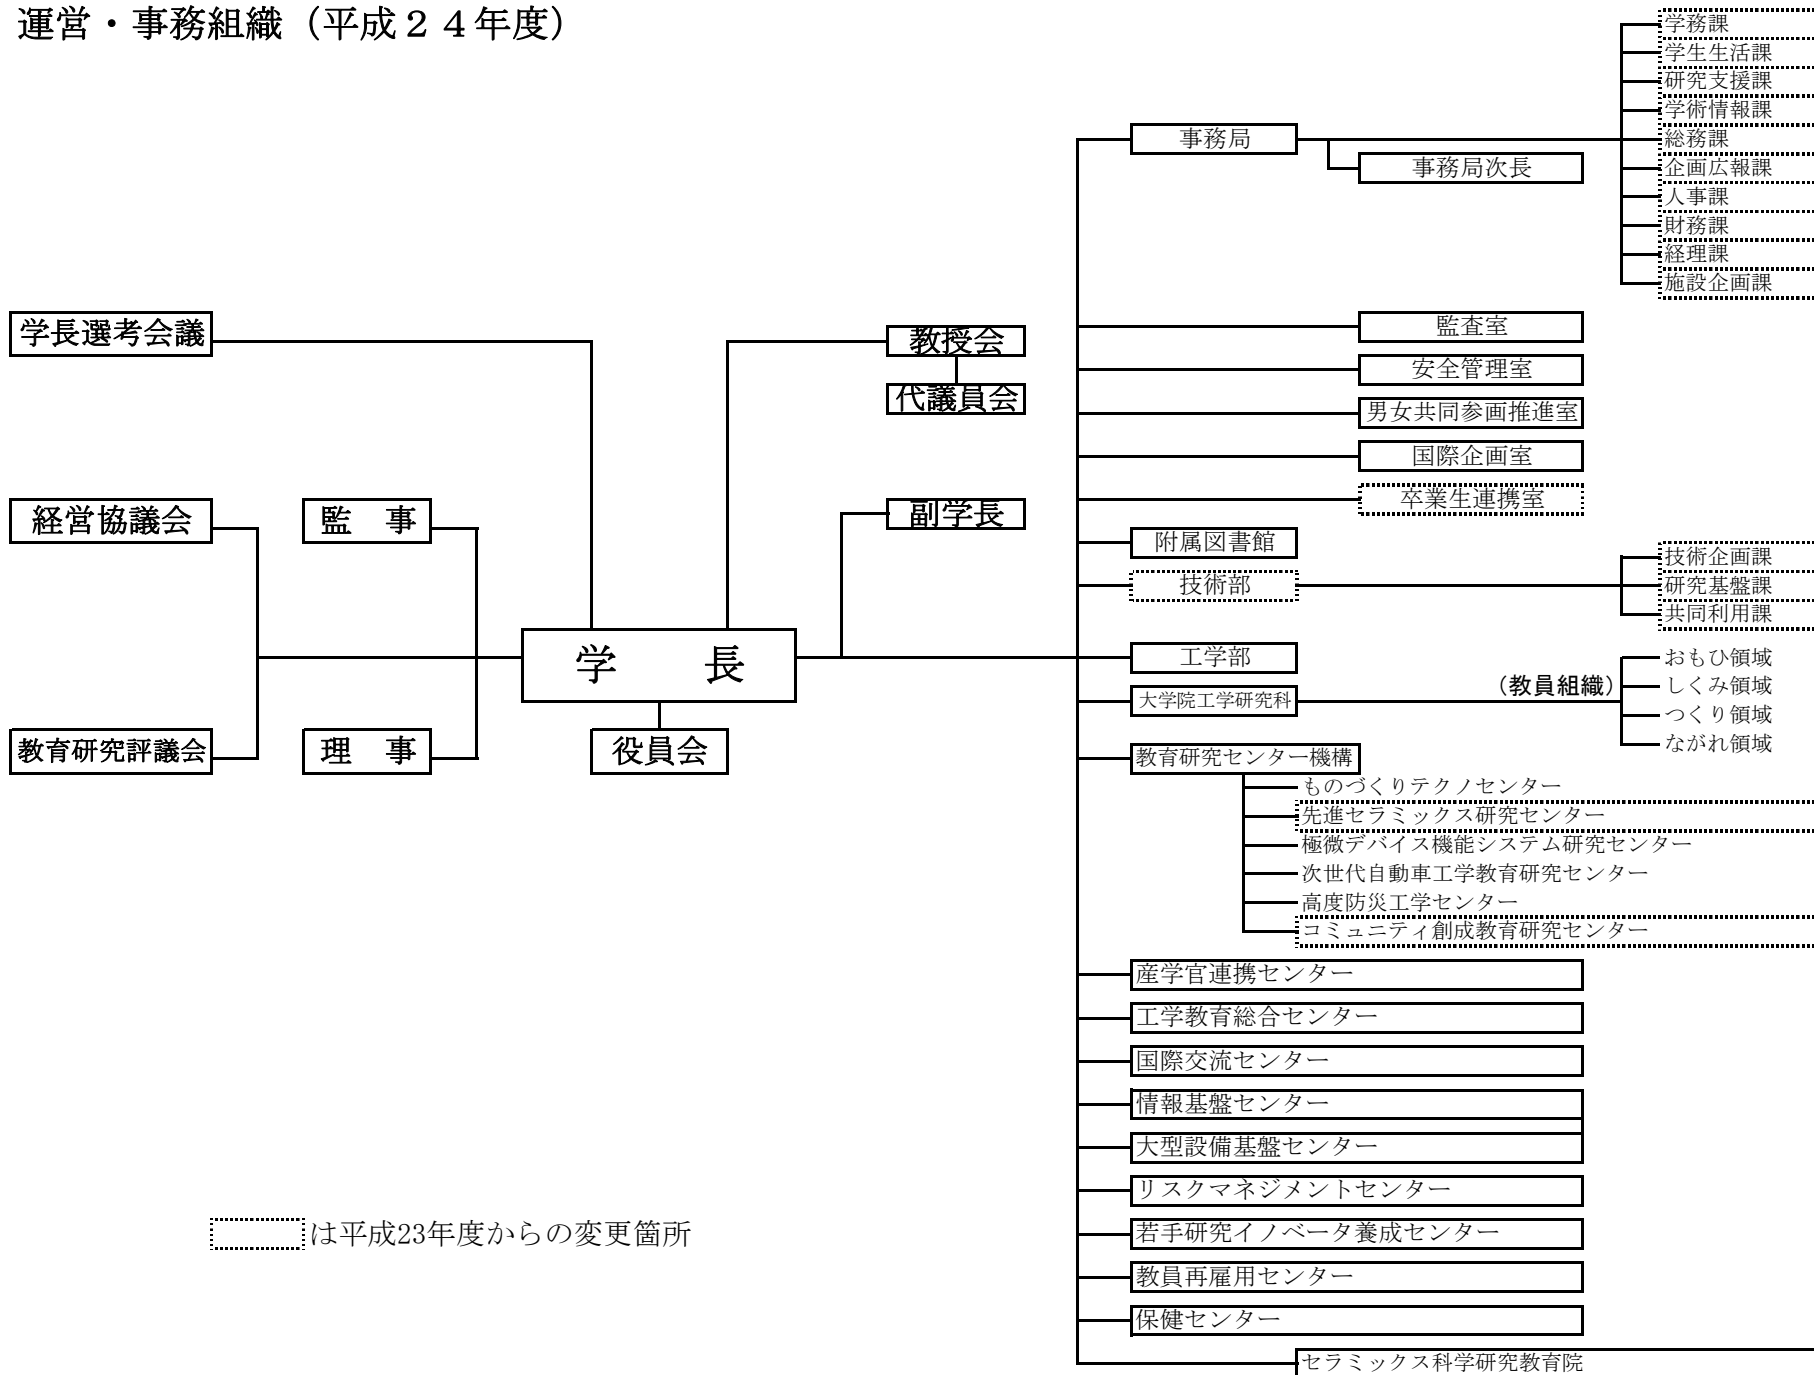 運営・事務組織（平成２４年度）
学務課
学生生活課
研究支援課
学術情報課
事務局
総務課
事務局次長
企画広報課
人事課
財務課
経理課
施設企画課
学長選考会議
教授会
監査室
代議員会
安全管理室
男女共同参画推進室
国際企画室
経営協議会
監　事
副学長
卒業生連携室
附属図書館
技術企画課
技術部
研究基盤課
共同利用課
学　長
工学部
おもひ領域
大学院工学研究科
（教員組織）
しくみ領域
つくり領域
ながれ領域
教育研究評議会
理　事
役員会
教育研究センター機構
ものづくりテクノセンター
先進セラミックス研究センター
極微デバイス機能システム研究センター
次世代自動車工学教育研究センター
高度防災工学センター
コミュニティ創成教育研究センター
産学官連携センター
工学教育総合センター
国際交流センター
情報基盤センター
大型設備基盤センター
リスクマネジメントセンター
若手研究イノベータ養成センター
は平成23年度からの変更箇所
教員再雇用センター
保健センター
セラミックス科学研究教育院